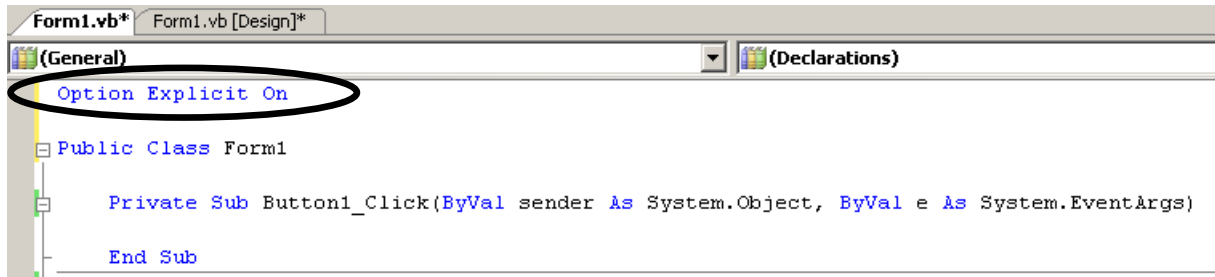 Form1.vb* Form1.vb [Design]*
(General) (Declarations)
Option Explicit On
Public Class Form1
Private Sub Button1_Click(ByVal sender As System.Object, ByVal e As System.EventArgs)
End Sub